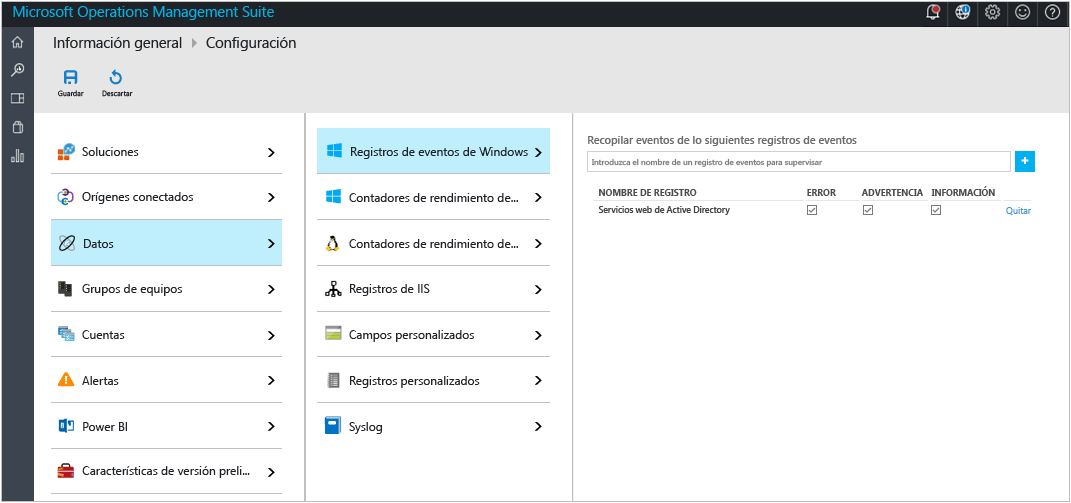 Microsoft Operations Management Suite
Información general Configuración
Guardar Descartar
Soluciones
Orígenes conectados
Datos
Grupos de equipos
Cuentas
Alertas
Power BI
Características de versión preli...
Registros de eventos de Windows
Contadores de rendimiento de...
Contadores de rendimiento de...
Registros de IIS
Campos personalizados
Registros personalizados
Syslog
Recopilar eventos de lo siguientes registros de eventos
Introduzca el nombre de un registro de eventos para supervisar
NOMBRE DE REGISTRO ERROR ADVERTENCIA INFORMACIÓN
Servicios web de Active Directory Quitar